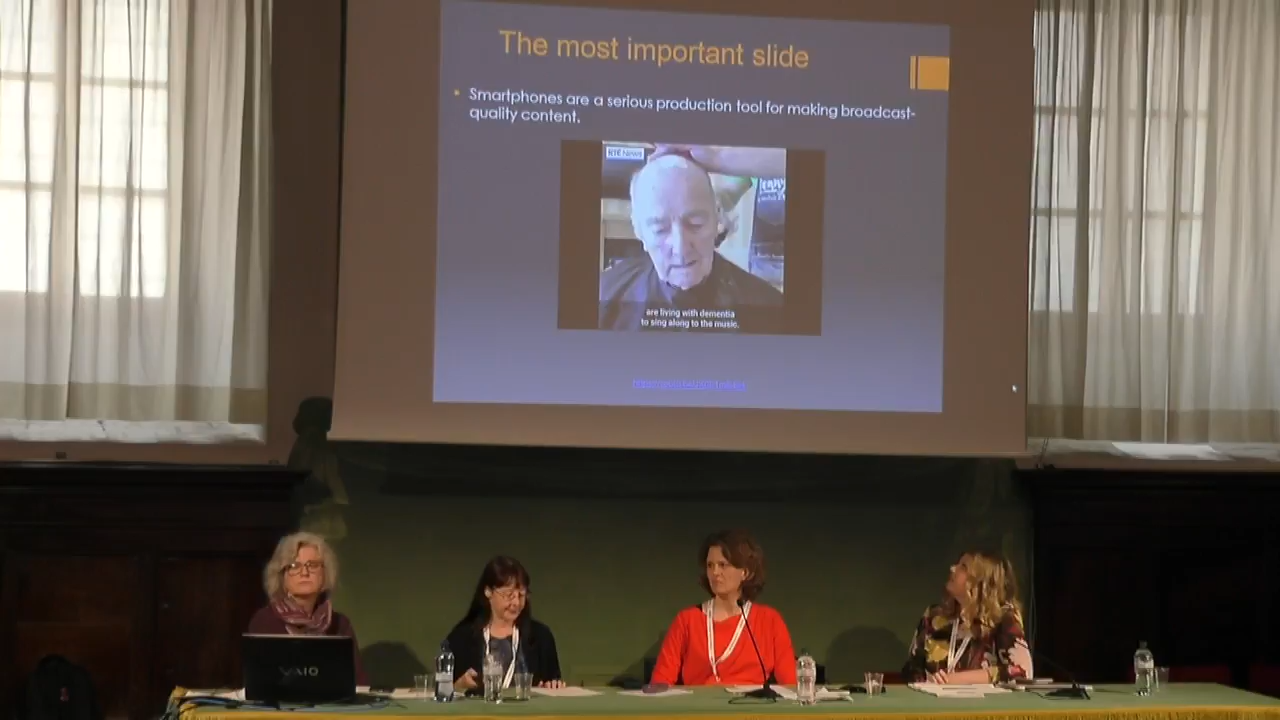 The most important slide
Smartphones are a serious production tool for making broadcast-
quality content.
RTÉ News
are living with dementia
to sing along to the music.
VAIO